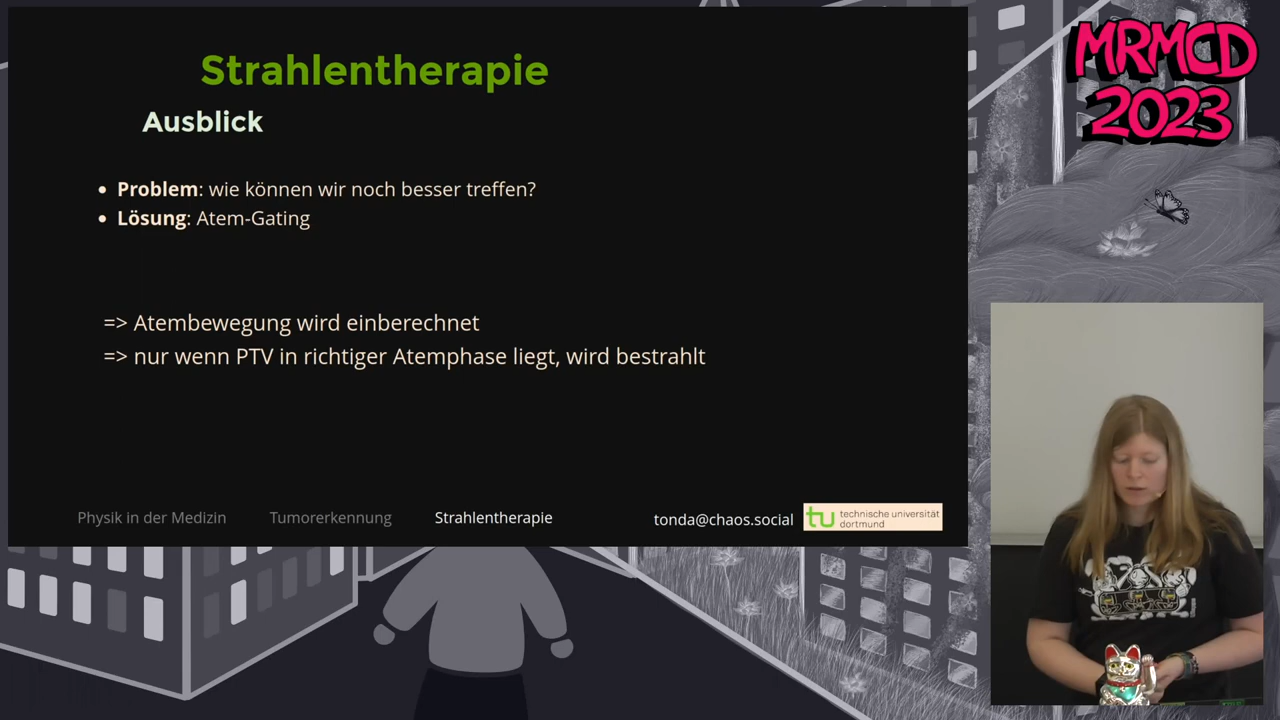 Strahlentherapie
Ausblick
• Problem: wie können wir noch besser treffen?
• Lösung: Atem-Gating
=> Atembewegung wird einberechnet
=> nur wenn PTV in richtiger Atemphase liegt, wird bestrahlt
Physik in der Medizin Tumorerkennung Strahlentherapie tonda@chaos.social
tu technische universität
dortmund
MRMCD
2023